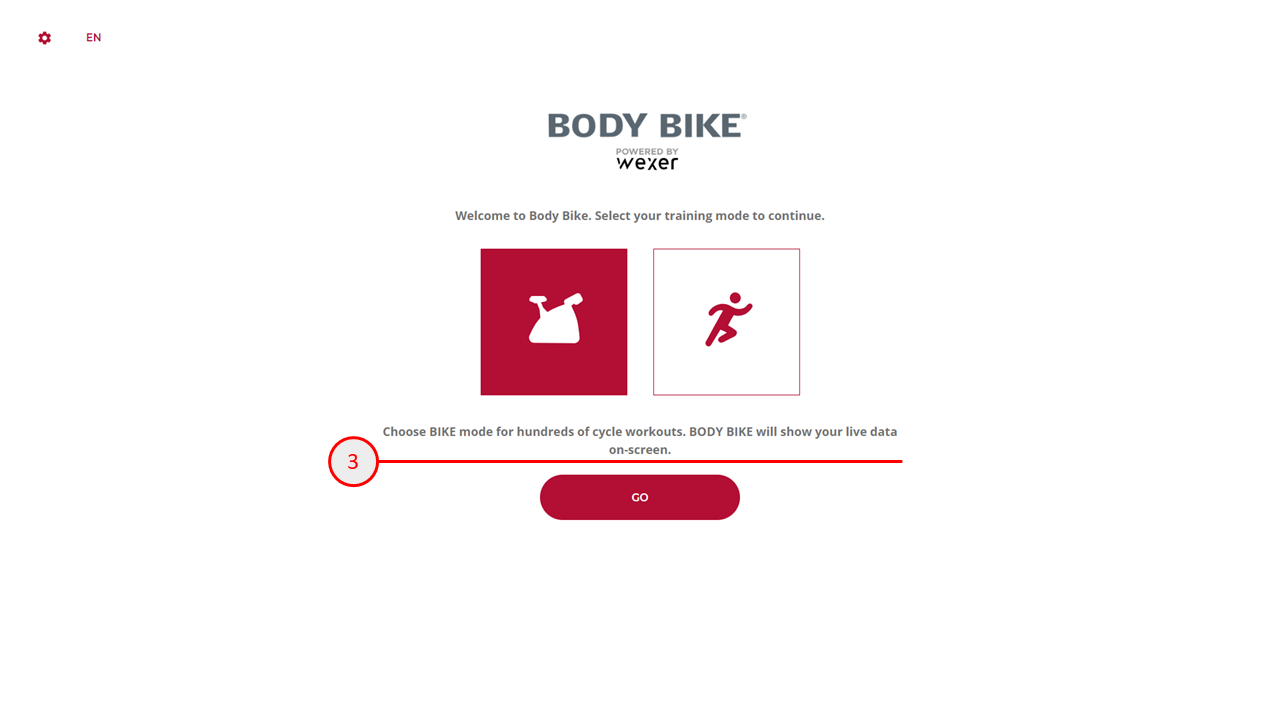 EN
BODY BIKE®
POWERED BY
wexer
Welcome to Body Bike. Select your training mode to continue.
Choose BIKE mode for hundreds of cycle workouts. BODY BIKE will show your live data
on-screen.
3
GO